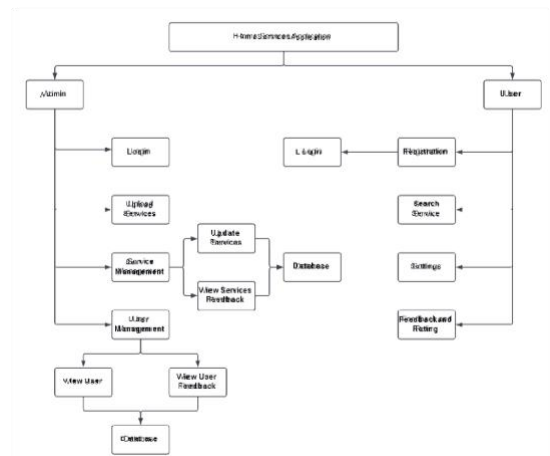 Home Services Application
Admin
User
Login
Login
Registration
Upload
Services
Search
Service
Update
Services
Service
Management
Database
Settings
View Services
Feedback
User
Management
Feedback and
Rating
View User
View User
Feedback
Database